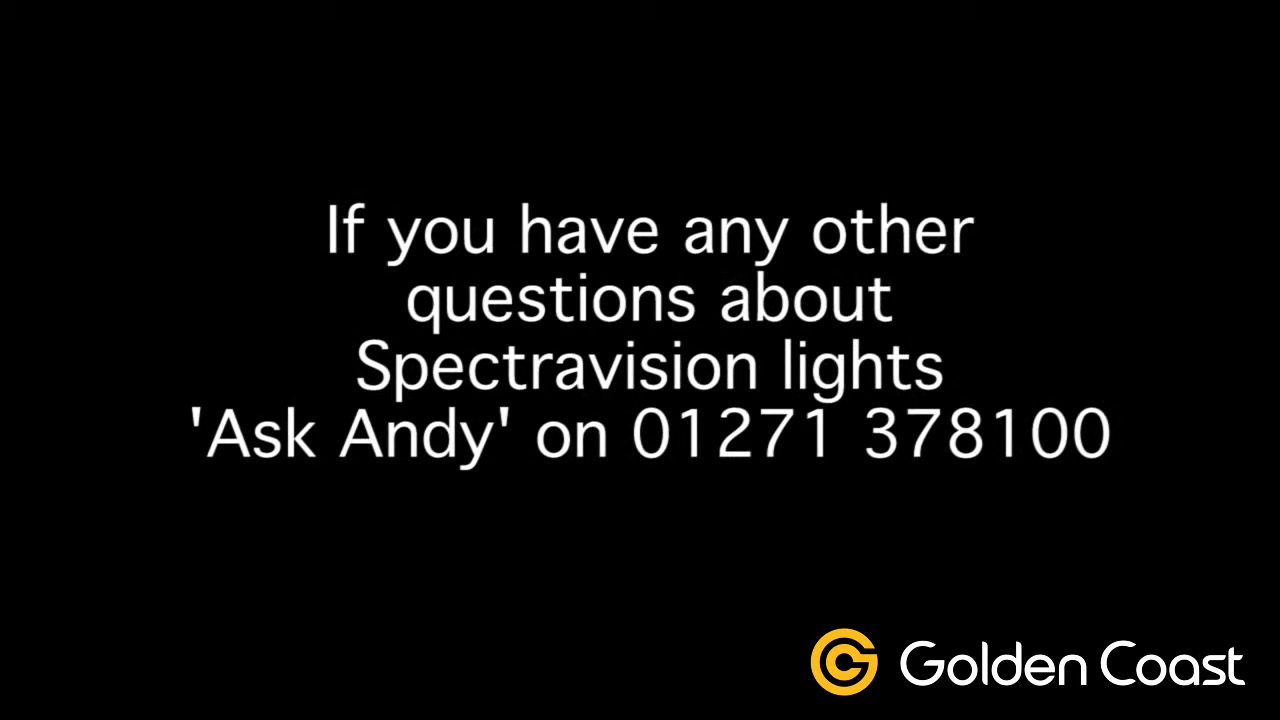 If you have any other
questions about
Spectravision lights
'Ask Andy' on 01271 378100
Golden Coast